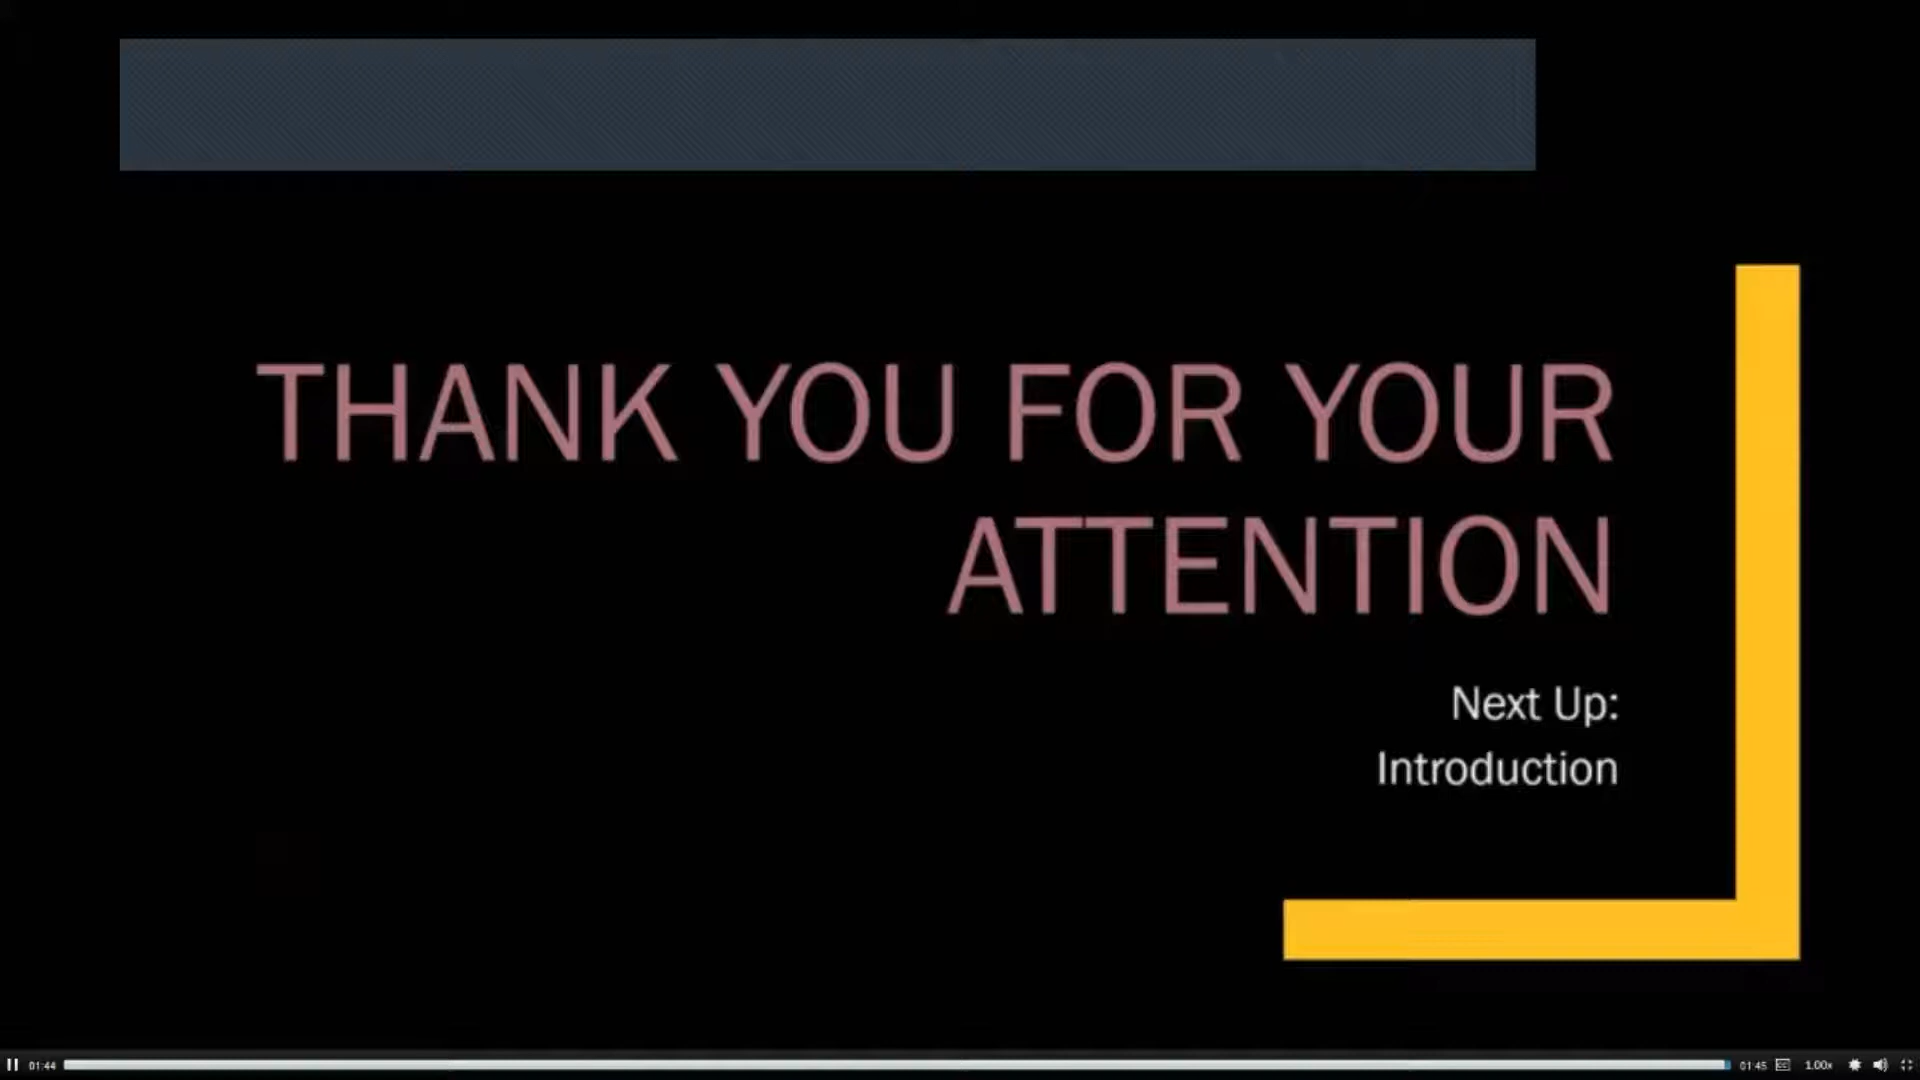 THANK YOU FOR YOUR
ATTENTION
Next Up:
Introduction
01:44
01:45
1.00x